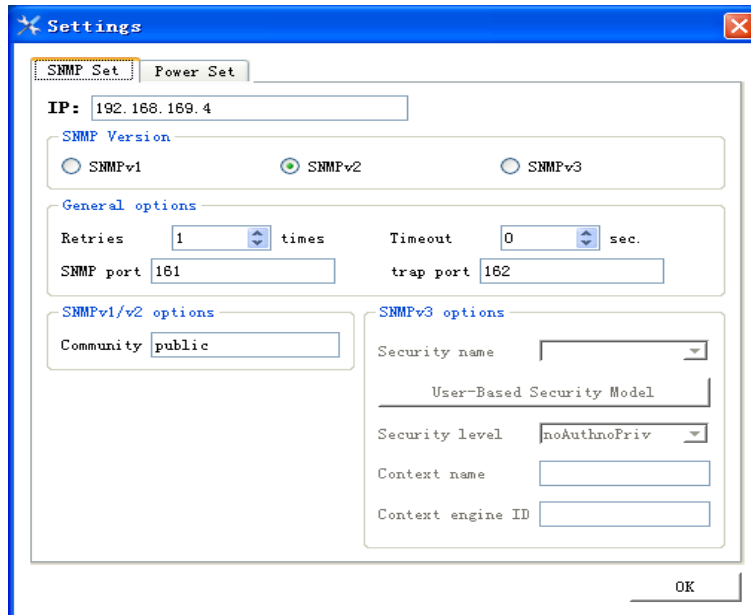 Settings
SNMP Set Power Set
IP: 192.168.169.4
SNMP Version
SNMPv1 SNMPv2 SNMPv3
General options
Retries 1 times Timeout 0 sec.
SNMP port 161 trap port 162
SNMPv1/v2 options
Community public
SNMPv3 options
Security name
User-Based Security Model
Security level noAuthnoPriv
Context name
Context engine ID
OK